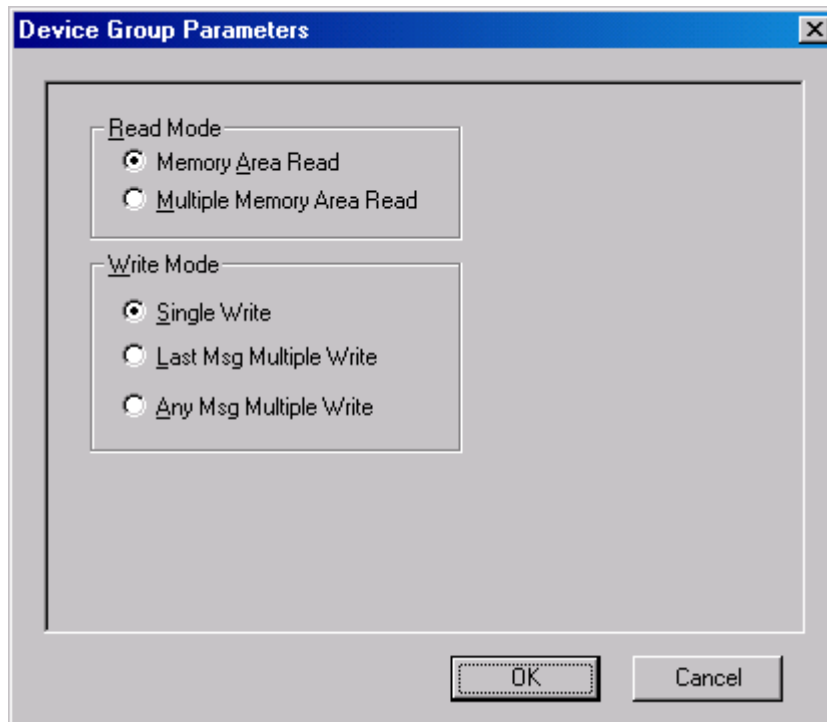 Device Group Parameters
Read Mode
Memory Area Read
Multiple Memory Area Read
Write Mode
Single Write
Last Msg Multiple Write
Any Msg Multiple Write
OK
Cancel